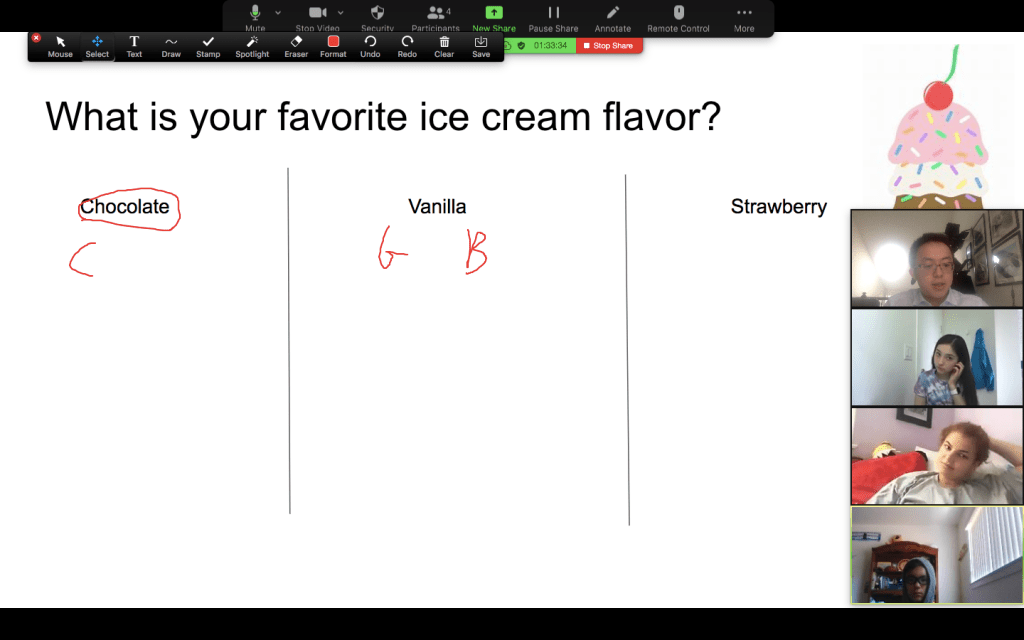 Mute
Stop Video
Security
4
Participants
New Share
Pause Share
Annotate
Remote Control
More
Mouse
Select
T
Text
Draw
Stamp
Spotlight
Eraser
Format
Undo
Redo
Clear
Save
01:33:34
Stop Share
What is your favorite ice cream flavor?
Chocolate
Vanilla
Strawberry
C
G B